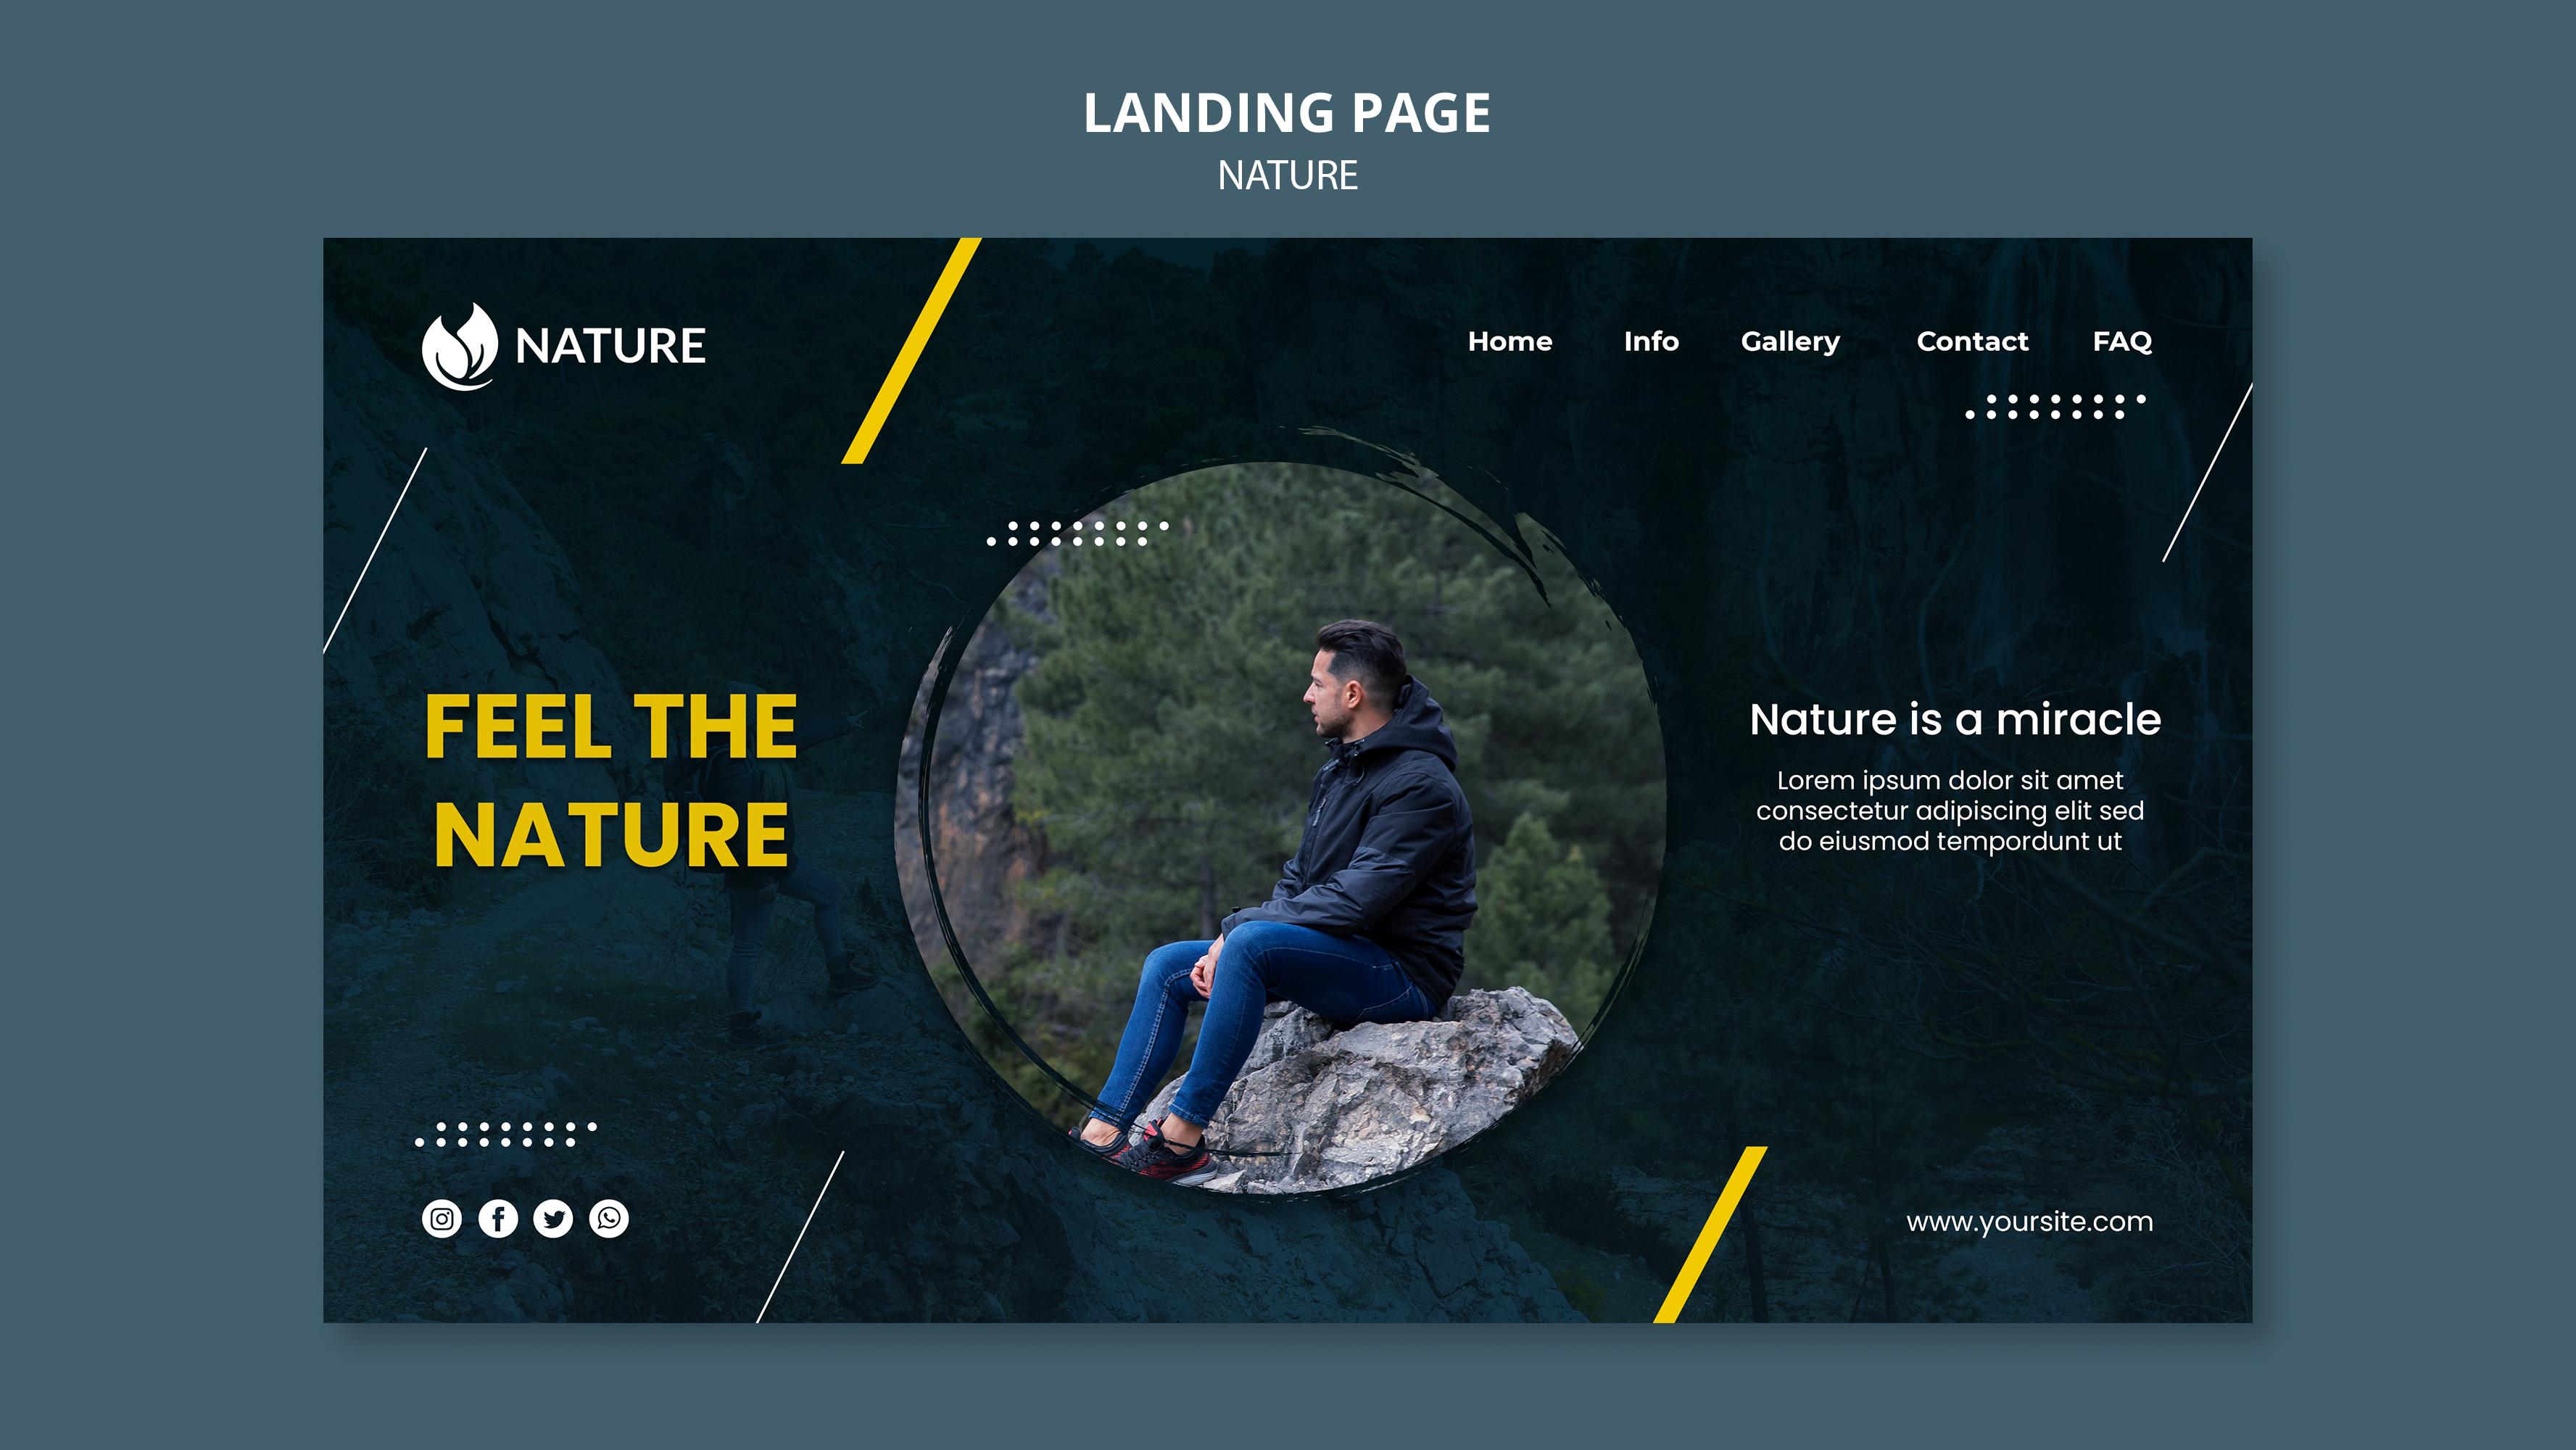 LANDING PAGE
NATURE
NATURE
Home Info Gallery Contact FAQ
FEEL THE
NATURE
Nature is a miracle
Lorem ipsum dolor sit amet
consectetur adipiscing elit sed
do eiusmod tempordunt ut
www.yoursite.com